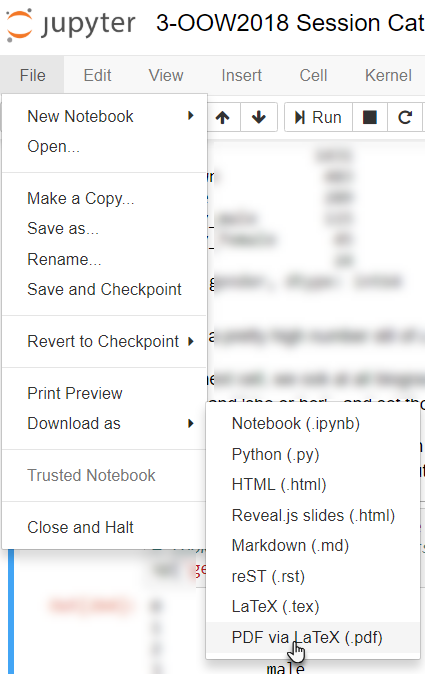 jupyter 3-OOW2018 Session Cat
File Edit View Insert Cell Kernel
New Notebook
Run
Open...
Make a Copy...
Save as...
Rename...
Save and Checkpoint
Revert to Checkpoint
Print Preview
Download as
Notebook (.ipynb)
Python (.py)
Trusted Notebook
HTML (.html)
Reveal.js slides (.html)
Close and Halt
Markdown (.md)
reST (.rst)
LaTeX (.tex)
PDF via LaTeX (.pdf)
male